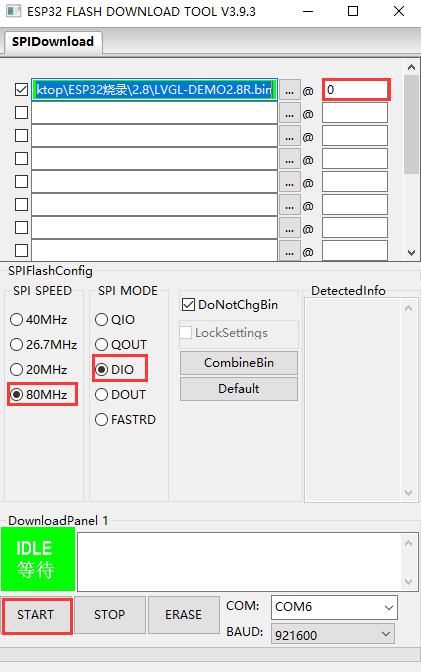 ESP32 FLASH DOWNLOAD TOOL V3.9.3
SPIDownload
ktop\ESP32烧录\2.8\LVGL-DEMO2.8R.bin ... @ 0
... @
... @
... @
... @
... @
... @
... @
SPIFlashConfig
SPI SPEED
40MHz
26.7MHz
20MHz
80MHz
SPI MODE
QIO
QOUT
DIO
DOUT
FASTRD
DoNotChgBin
LockSettings
CombineBin
Default
DetectedInfo
DownloadPanel 1
IDLE
等待
START STOP ERASE
COM: COM6
BAUD: 921600